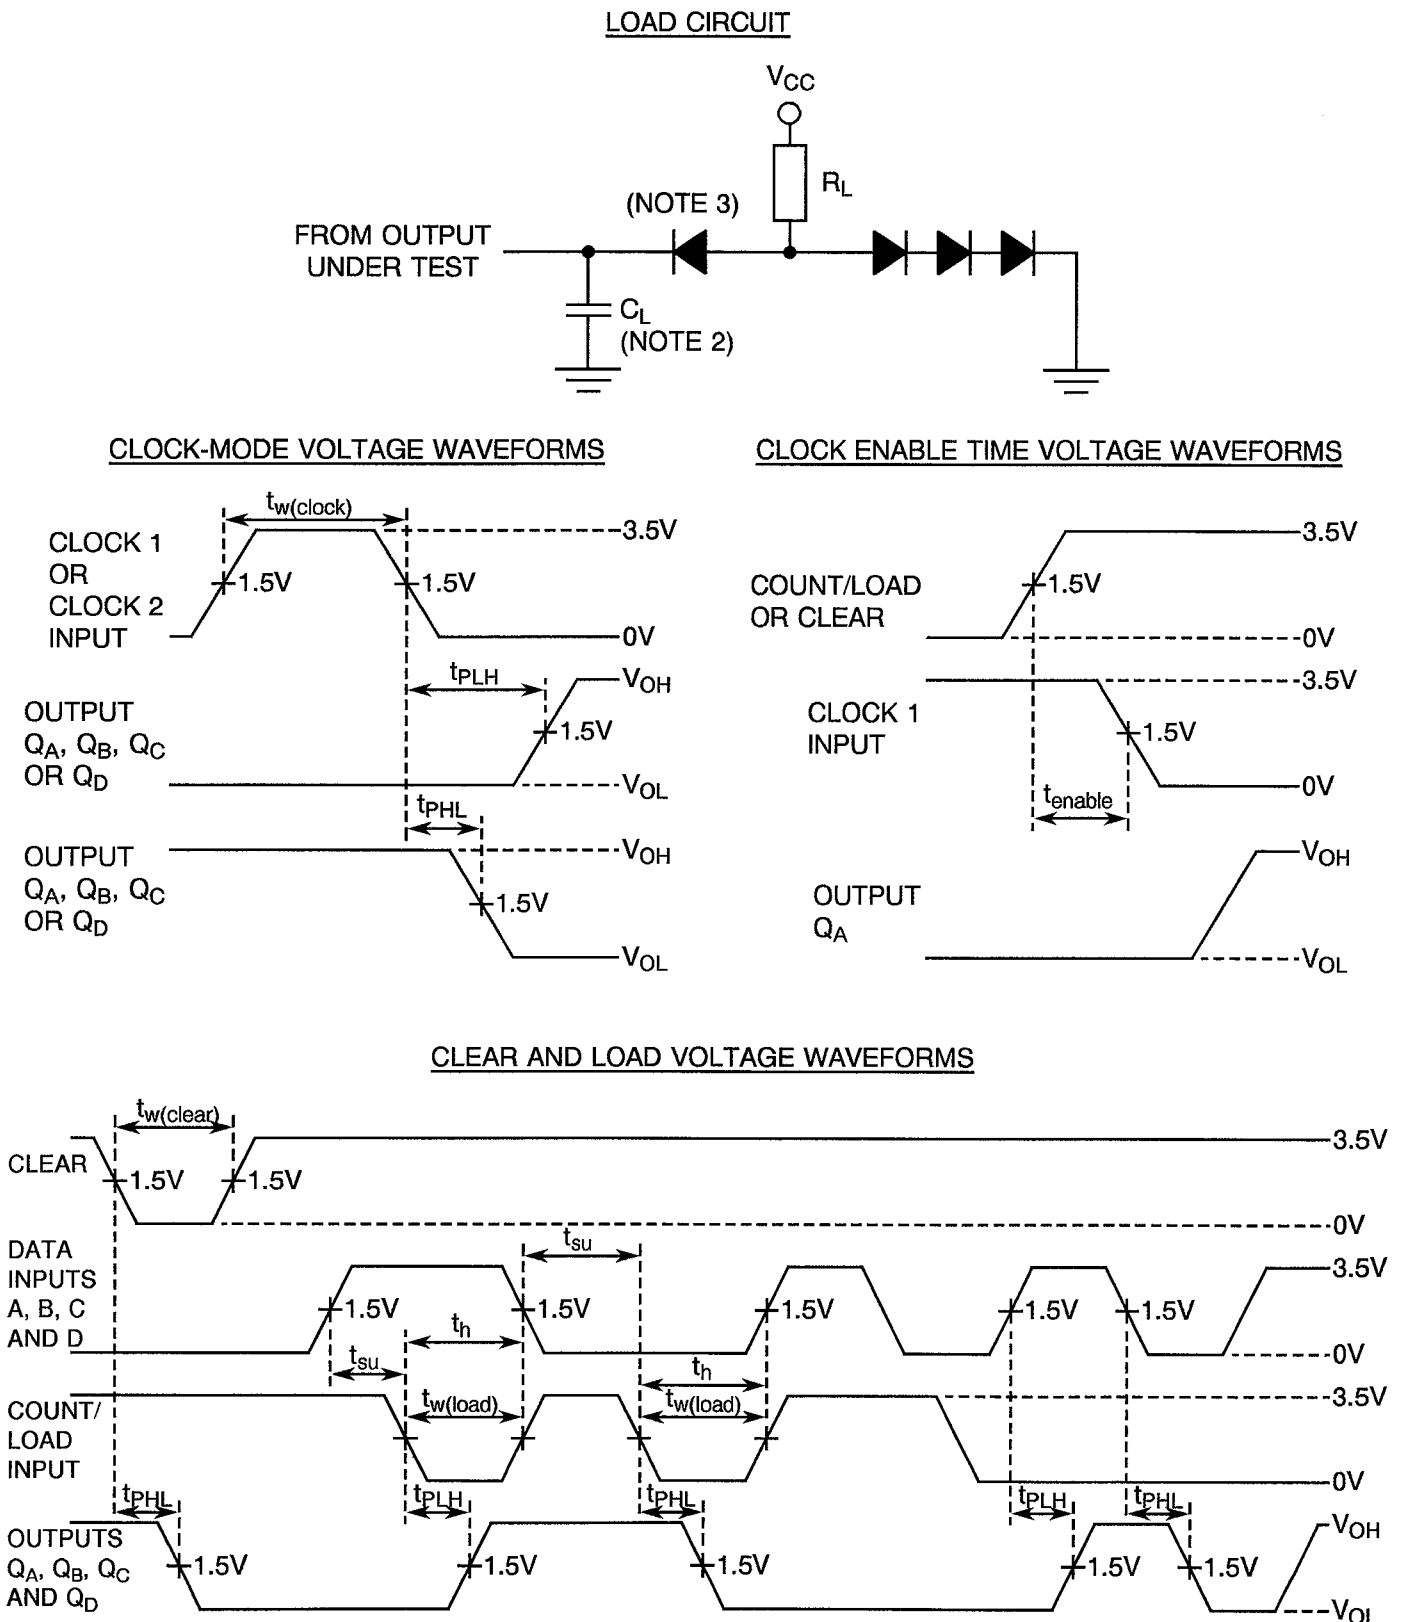 LOAD CIRCUIT
VCC
RL
(NOTE 3)
FROM OUTPUT
UNDER TEST
CL
(NOTE 2)
CLOCK-MODE VOLTAGE WAVEFORMS
tw(clock)
3.5V
CLOCK 1
OR
CLOCK 2
INPUT
1.5V
1.5V
0V
tPLH
VOH
OUTPUT
QA, QB, QC
OR QD
1.5V
VOL
tPHL
VOH
OUTPUT
QA, QB, QC
OR QD
1.5V
VOL
CLOCK ENABLE TIME VOLTAGE WAVEFORMS
3.5V
COUNT/LOAD
OR CLEAR
1.5V
0V
3.5V
CLOCK 1
INPUT
1.5V
0V
tenable
VOH
OUTPUT
QA
VOL
CLEAR AND LOAD VOLTAGE WAVEFORMS
tw(clear)
3.5V
CLEAR
1.5V
1.5V
0V
DATA
INPUTS
A, B, C
AND D
tsu
3.5V
1.5V
1.5V
1.5V
1.5V
1.5V
th
tsu
th
0V
COUNT/
LOAD
INPUT
tw(load)
tw(load)
3.5V
0V
tPHL
tPLH
tPHL
tPLH
tPHL
OUTPUTS
QA, QB, QC
AND QD
VOH
1.5V
1.5V
1.5V
1.5V
1.5V
VOL